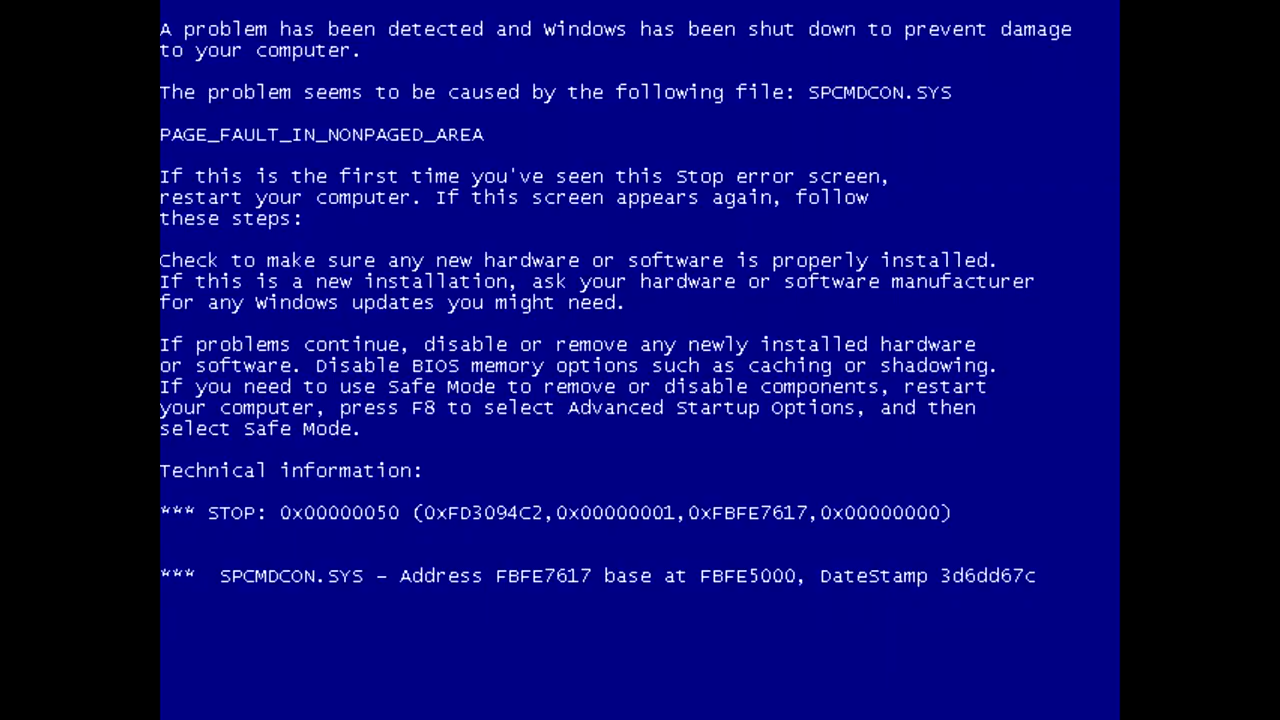 A problem has been detected and Windows has been shut down to prevent damage
to your computer.
The problem seems to be caused by the following file: SPCMDCON.SYS
PAGE_FAULT_IN_NONPAGED_AREA
If this is the first time you've seen this Stop error screen,
restart your computer. If this screen appears again, follow
these steps:
Check to make sure any new hardware or software is properly installed.
If this is a new installation, ask your hardware or software manufacturer
for any Windows updates you might need.
If problems continue, disable or remove any newly installed hardware
or software. Disable BIOS memory options such as caching or shadowing.
If you need to use Safe Mode to remove or disable components, restart
your computer, press F8 to select Advanced Startup Options, and then
select Safe Mode.
Technical information:
*** STOP: 0x00000050 (0xFD3094C2,0x00000001,0xFBFE7617,0x00000000)
***  SPCMDCON.SYS - Address FBFE7617 base at FBFE5000, DateStamp 3d6dd67c